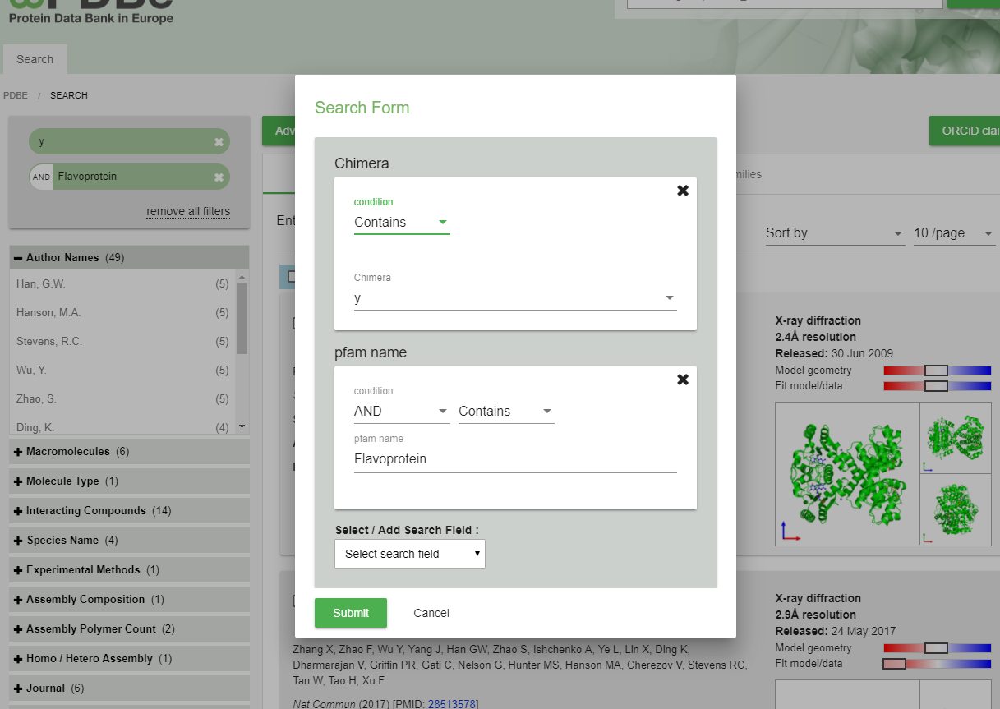 PDBe
Protein Data Bank in Europe
Search
PDBE / SEARCH
y
AND Flavoprotein
remove all filters
Author Names (49)
Han, G.W. (5)
Hanson, M.A. (5)
Stevens, R.C. (5)
Wu, Y. (5)
Zhao, S. (5)
Ding, K. (4)
Macromolecules (6)
Molecule Type (1)
Interacting Compounds (14)
Species Name (4)
Experimental Methods (1)
Assembly Composition (1)
Assembly Polymer Count (2)
Homo / Hetero Assembly (1)
Journal (6)
Adv
Ent
Search Form
Chimera
condition
Contains
Chimera
y
pfam name
condition
AND Contains
pfam name
Flavoprotein
Select / Add Search Field :
Select search field
Submit Cancel
ORCiD clai
milies
Sort by 10 /page
X-ray diffraction
2.4Å resolution
Released: 30 Jun 2009
Model geometry
Fit model/data
X-ray diffraction
2.9Å resolution
Released: 24 May 2017
Model geometry
Fit model/data
Zhang X, Zhao F, Wu Y, Yang J, Han GW, Zhao S, Ishchenko A, Ye L, Lin X, Ding K,
Dharmarajan V, Griffin PR, Gati C, Nelson G, Hunter MS, Hanson MA, Cherezov V, Stevens RC,
Tan W, Tao H, Xu F
Nat Commun (2017) [PMID: 28513578]